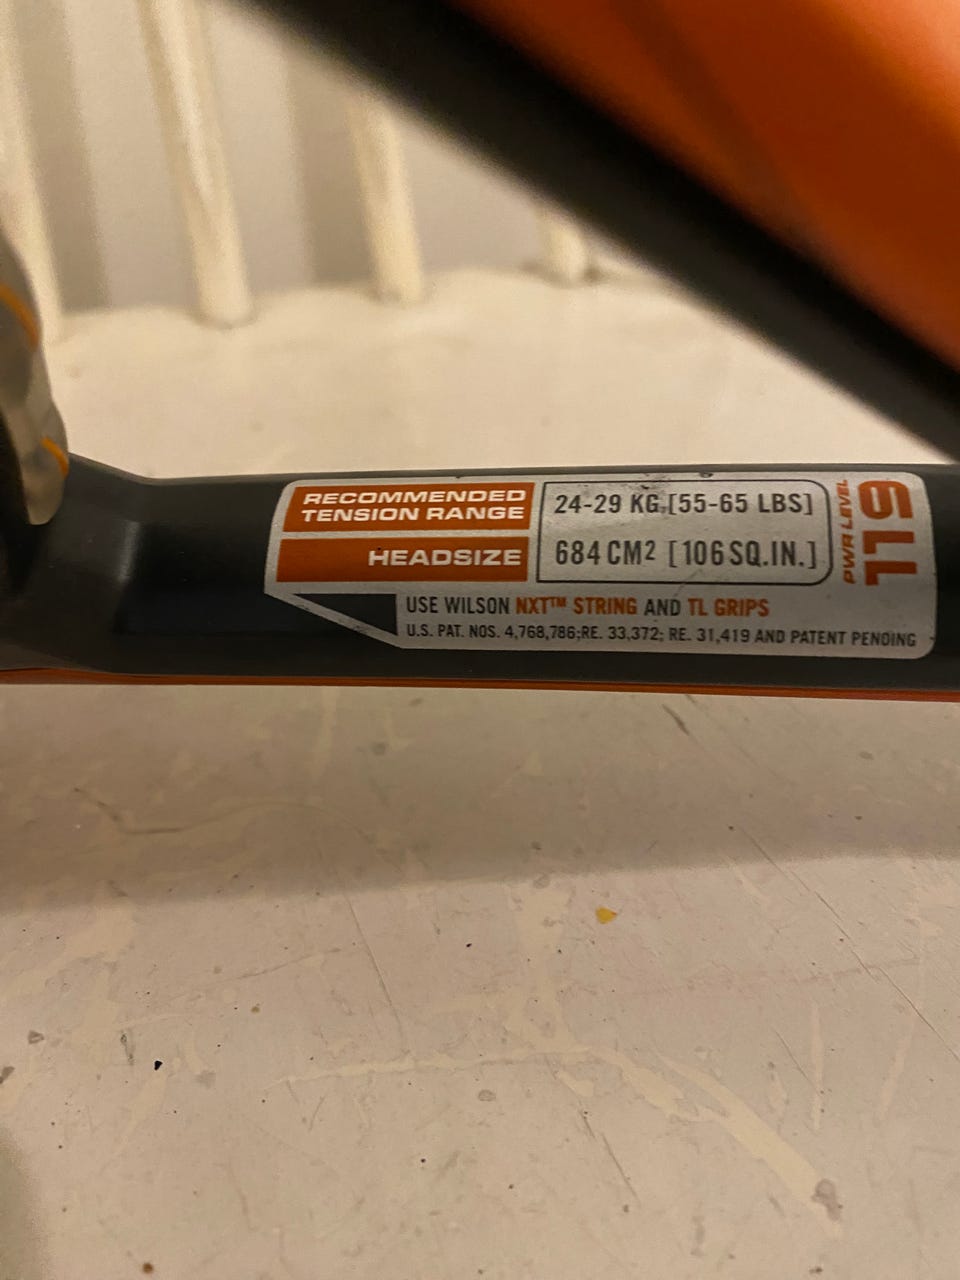 RECOMMENDED
TENSION RANGE
24-29 KG.[55-65 LBS]
HEADSIZE
684 CM2 [106 SQ.IN.]
PWR LEVEL
119
USE WILSON NXT™ STRING AND TL GRIPS
U.S. PAT. NOS. 4,768,786;RE. 33,372; RE. 31,419 AND PATENT PENDING